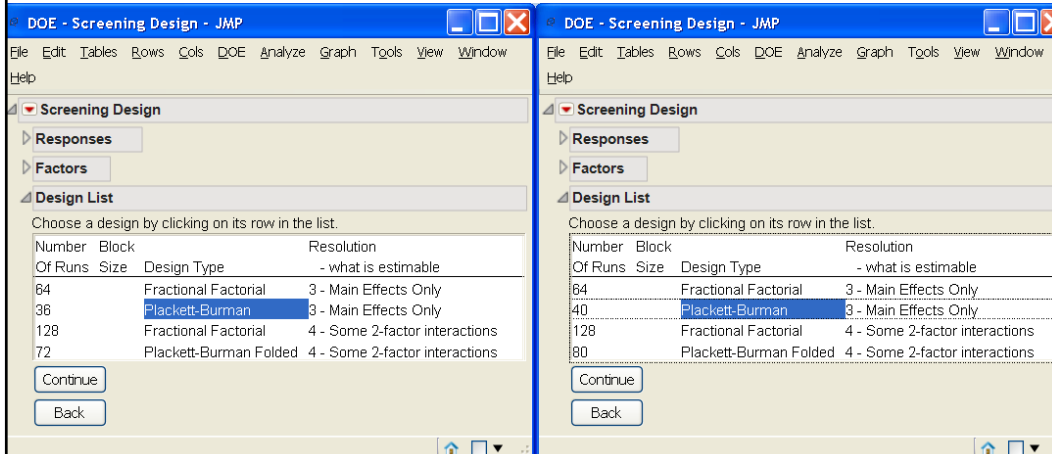 DOE - Screening Design - JMP
File Edit Tables Rows Cols DOE Analyze Graph Tools View Window
Help
Screening Design
Responses
Factors
Design List
Choose a design by clicking on its row in the list.
Number Block Resolution
Of Runs Size Design Type - what is estimable
64 Fractional Factorial 3 - Main Effects Only
36 Plackett-Burman 3 - Main Effects Only
128 Fractional Factorial 4 - Some 2-factor interactions
72 Plackett-Burman Folded 4 - Some 2-factor interactions
Continue
Back
DOE - Screening Design - JMP
File Edit Tables Rows Cols DOE Analyze Graph Tools View Window
Help
Screening Design
Responses
Factors
Design List
Choose a design by clicking on its row in the list.
Number Block Resolution
Of Runs Size Design Type - what is estimable
64 Fractional Factorial 3 - Main Effects Only
40 Plackett-Burman 3 - Main Effects Only
128 Fractional Factorial 4 - Some 2-factor interactions
80 Plackett-Burman Folded 4 - Some 2-factor interactions
Continue
Back